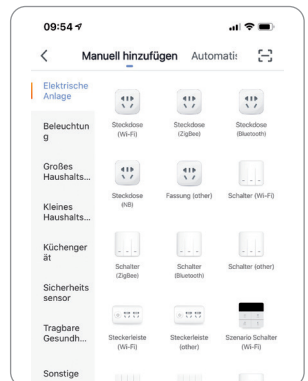 09:54
Manuell hinzufügen Automatis
Elektrische
Anlage
Beleuchtun
g
Großes
Haushalts...
Kleines
Haushalts...
Küchenger
ät
Sicherheits
sensor
Tragbare
Gesundh...
Sonstige
Steckdose
(Wi-Fi)
Steckdose
(ZigBee)
Steckdose
(Bluetooth)
Steckdose
(NB)
Fassung (other)
Schalter (Wi-Fi)
Schalter
(ZigBee)
Schalter
(Bluetooth)
Schalter (other)
Steckerleiste
(Wi-Fi)
Steckerleiste
(other)
Szenario Schalter
(Wi-Fi)